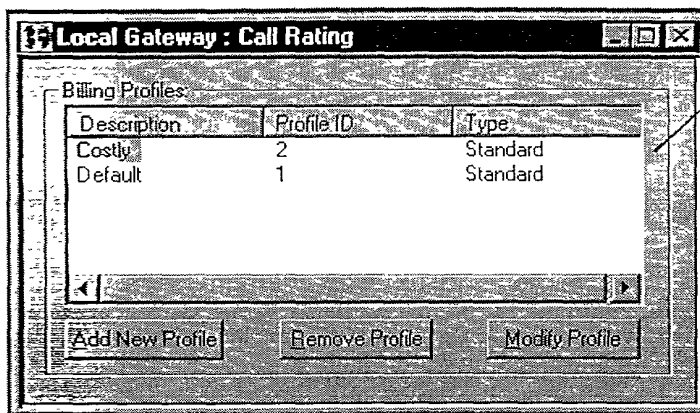 Local Gateway : Call Rating
Billing Profiles:
Description Profile ID Type
Costly 2 Standard
Default 1 Standard
Add New Profile Remove Profile Modify Profile